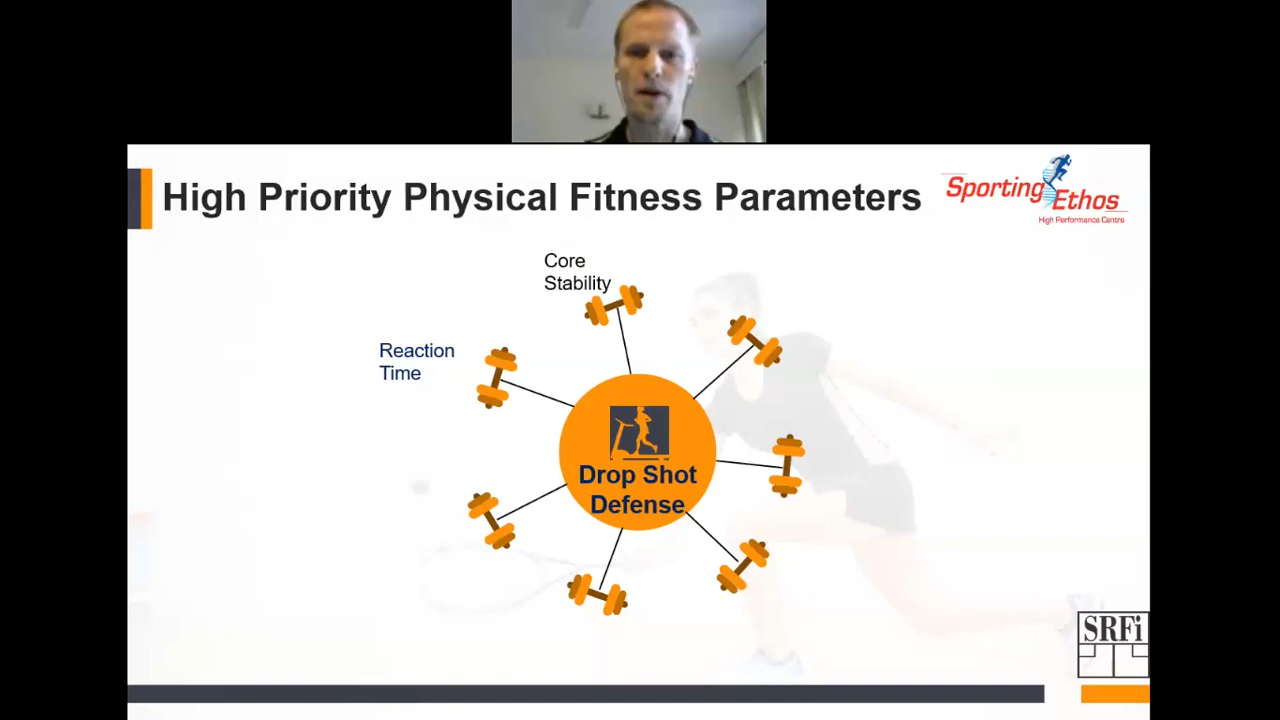 High Priority Physical Fitness Parameters
Sporting
Ethos
High Performance Centre
Core
Stability
Reaction
Time
Drop Shot
Defense
SRFi